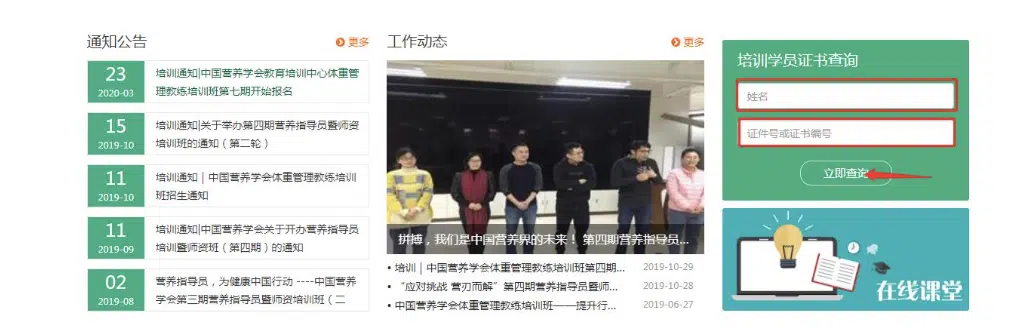 通知公告
更多
23
2020-03
培训通知|中国营养学会教育培训中心体重管
理教练培训班第七期开始报名
15
2019-10
培训通知|关于举办第四期营养指导员暨师资
培训班的通知（第二轮）
11
2019-10
培训通知｜中国营养学会体重管理教练培训
班招生通知
11
2019-09
培训通知|中国营养学会关于开办营养指导员
培训暨师资班（第四期）的通知
02
2019-08
营养指导员，为健康中国行动 ----中国营养
学会第三期营养指导员暨师资培训班（二
工作动态
更多
拼搏，我们是中国营养界的未来！ 第四期营养指导员...
• 培训｜中国营养学会体重管理教练培训班第四期... 2019-10-29
• “应对挑战 营刃而解”第四期营养指导员暨师... 2019-10-28
• 中国营养学会体重管理教练培训班——提升行... 2019-06-27
培训学员证书查询
姓名
证件号或证书编号
立即查询
在线课堂